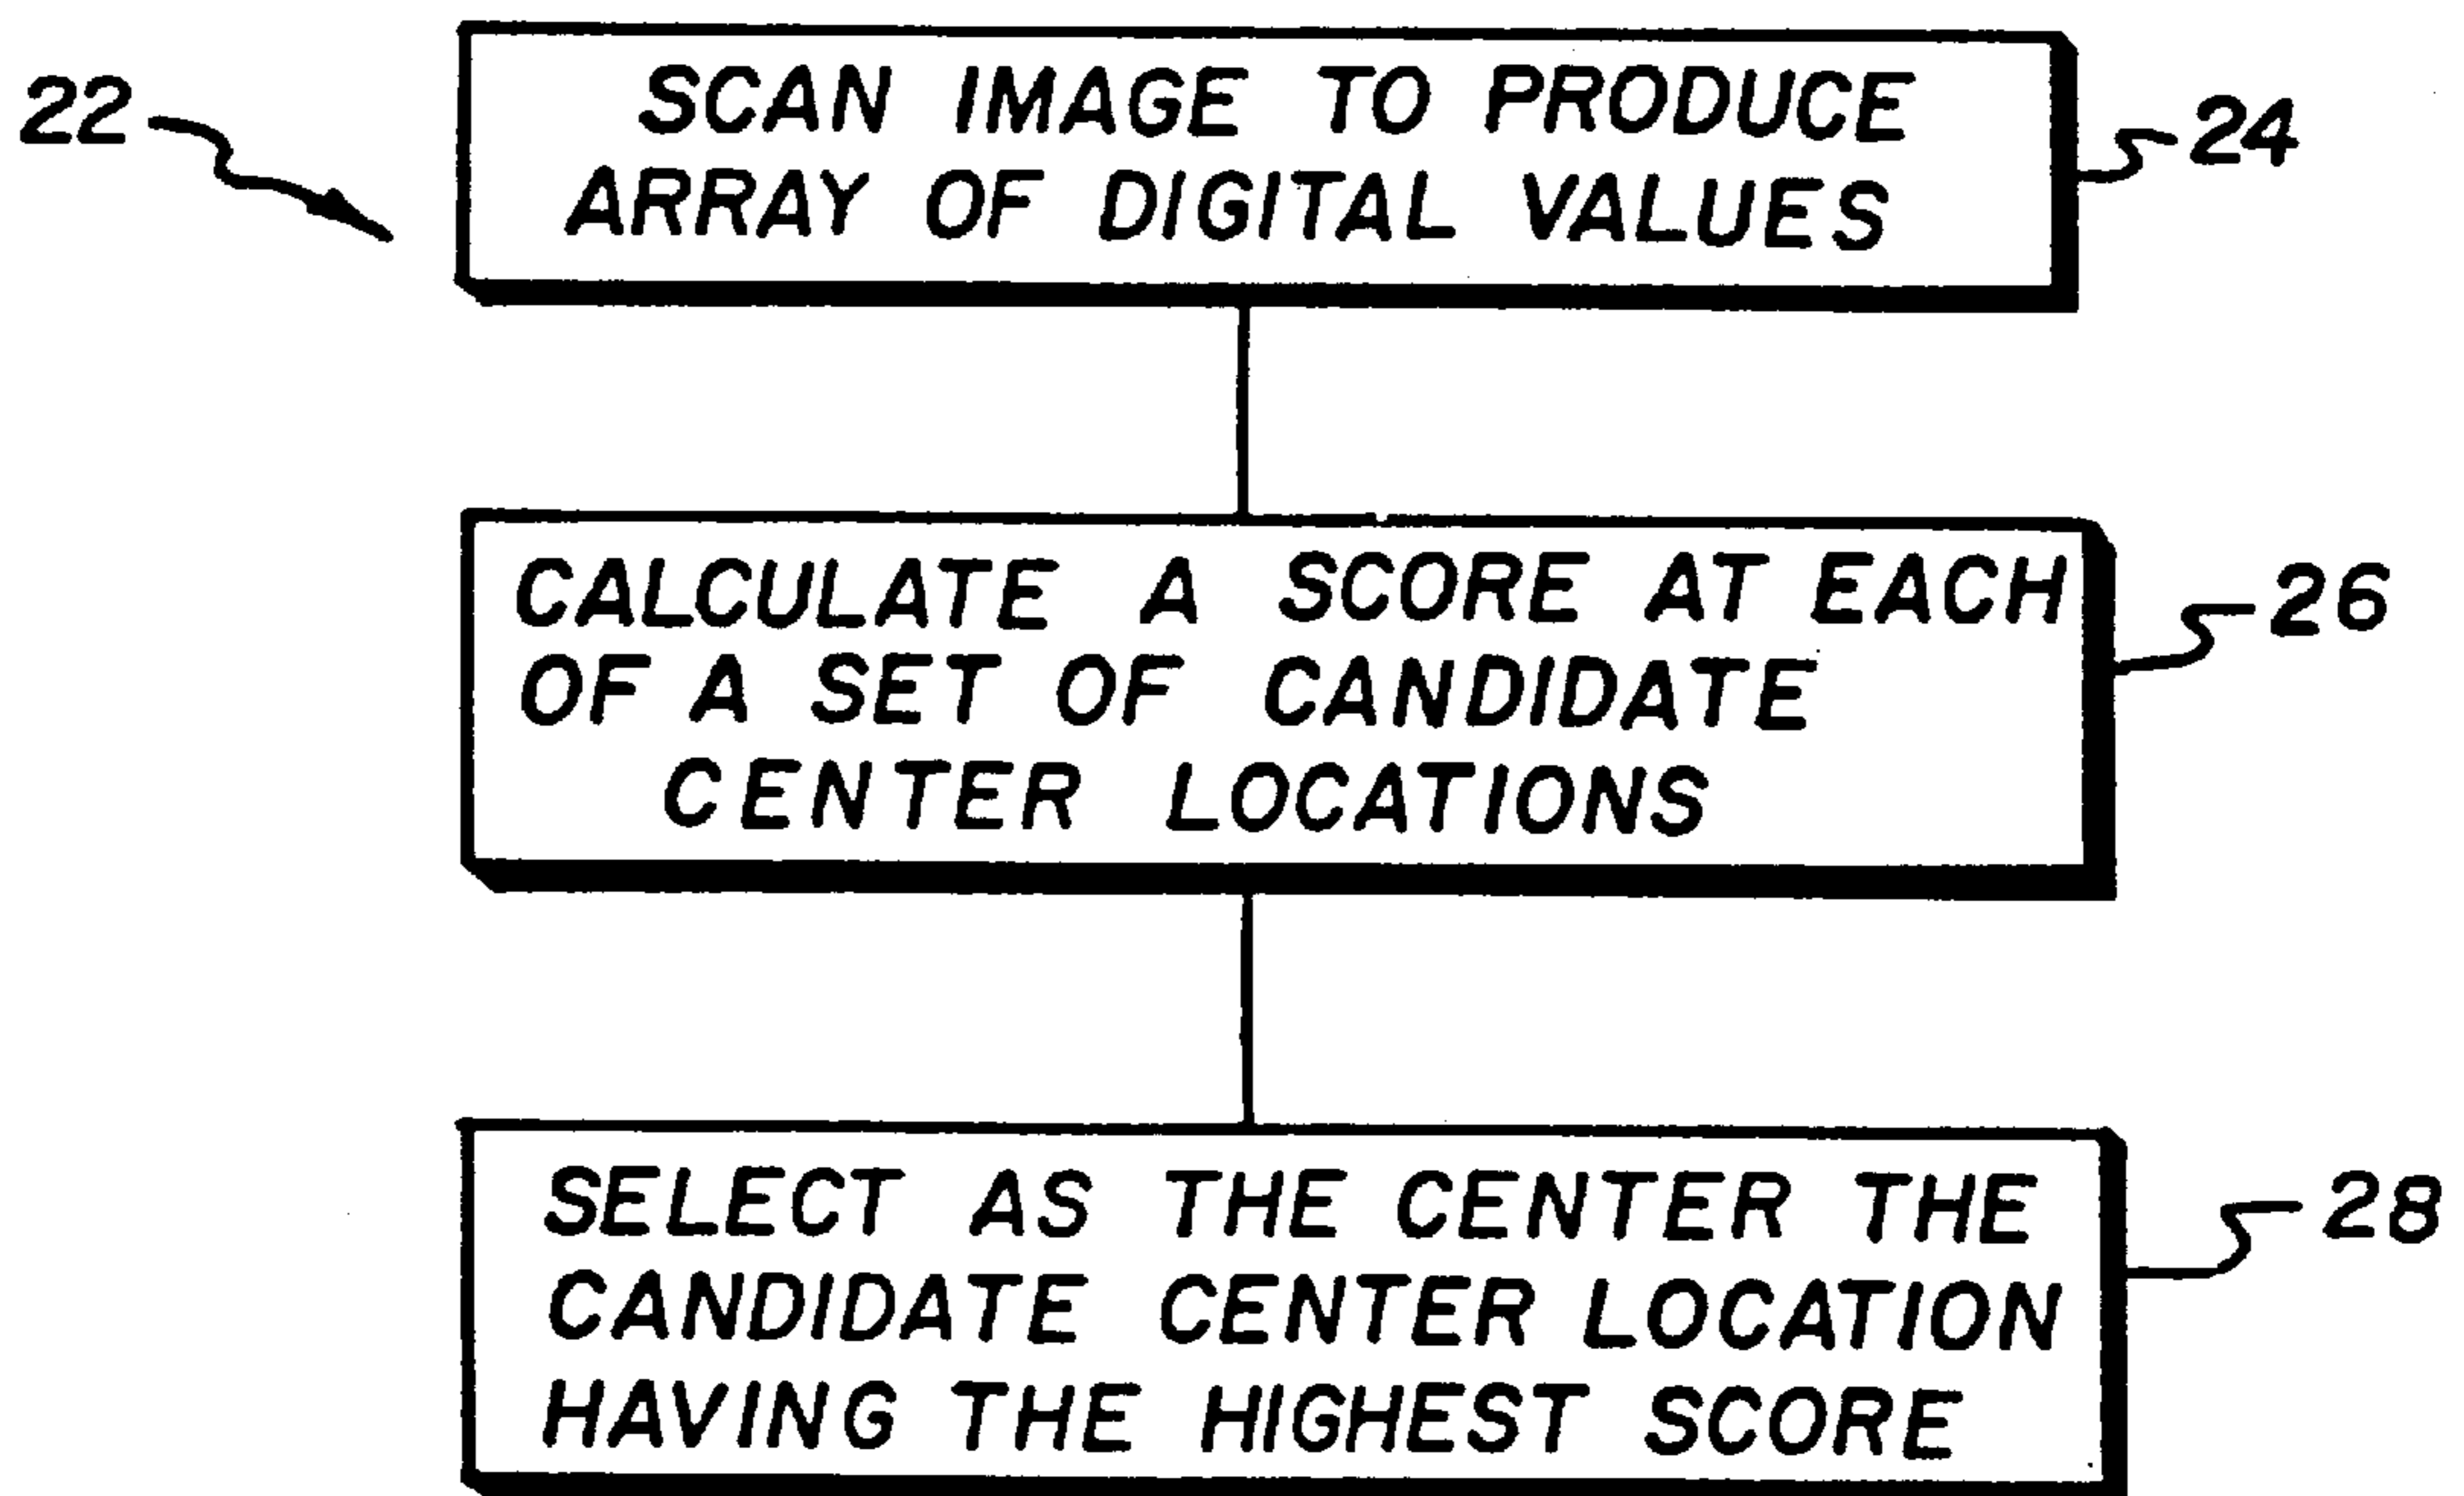 22
SCAN IMAGE TO PRODUCE
ARRAY OF DIGITAL VALUES
24
CALCULATE A SCORE AT EACH
OF A SET OF CANDIDATE
CENTER LOCATIONS
26
SELECT AS THE CENTER THE
CANDIDATE CENTER LOCATION
HAVING THE HIGHEST SCORE
28